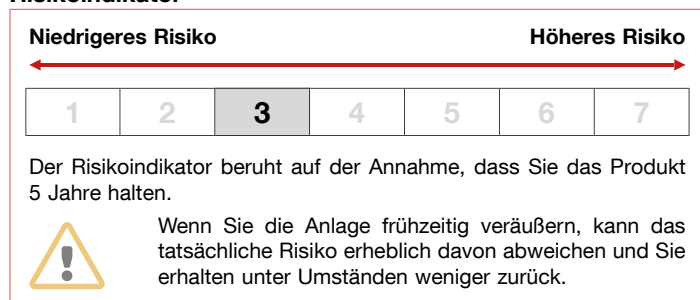 Risikoindikator
Niedrigeres Risiko Höheres Risiko
1 2 3 4 5 6 7
Der Risikoindikator beruht auf der Annahme, dass Sie das Produkt
5 Jahre halten.
Wenn Sie die Anlage frühzeitig veräußern, kann das
tatsächliche Risiko erheblich davon abweichen und Sie
erhalten unter Umständen weniger zurück.